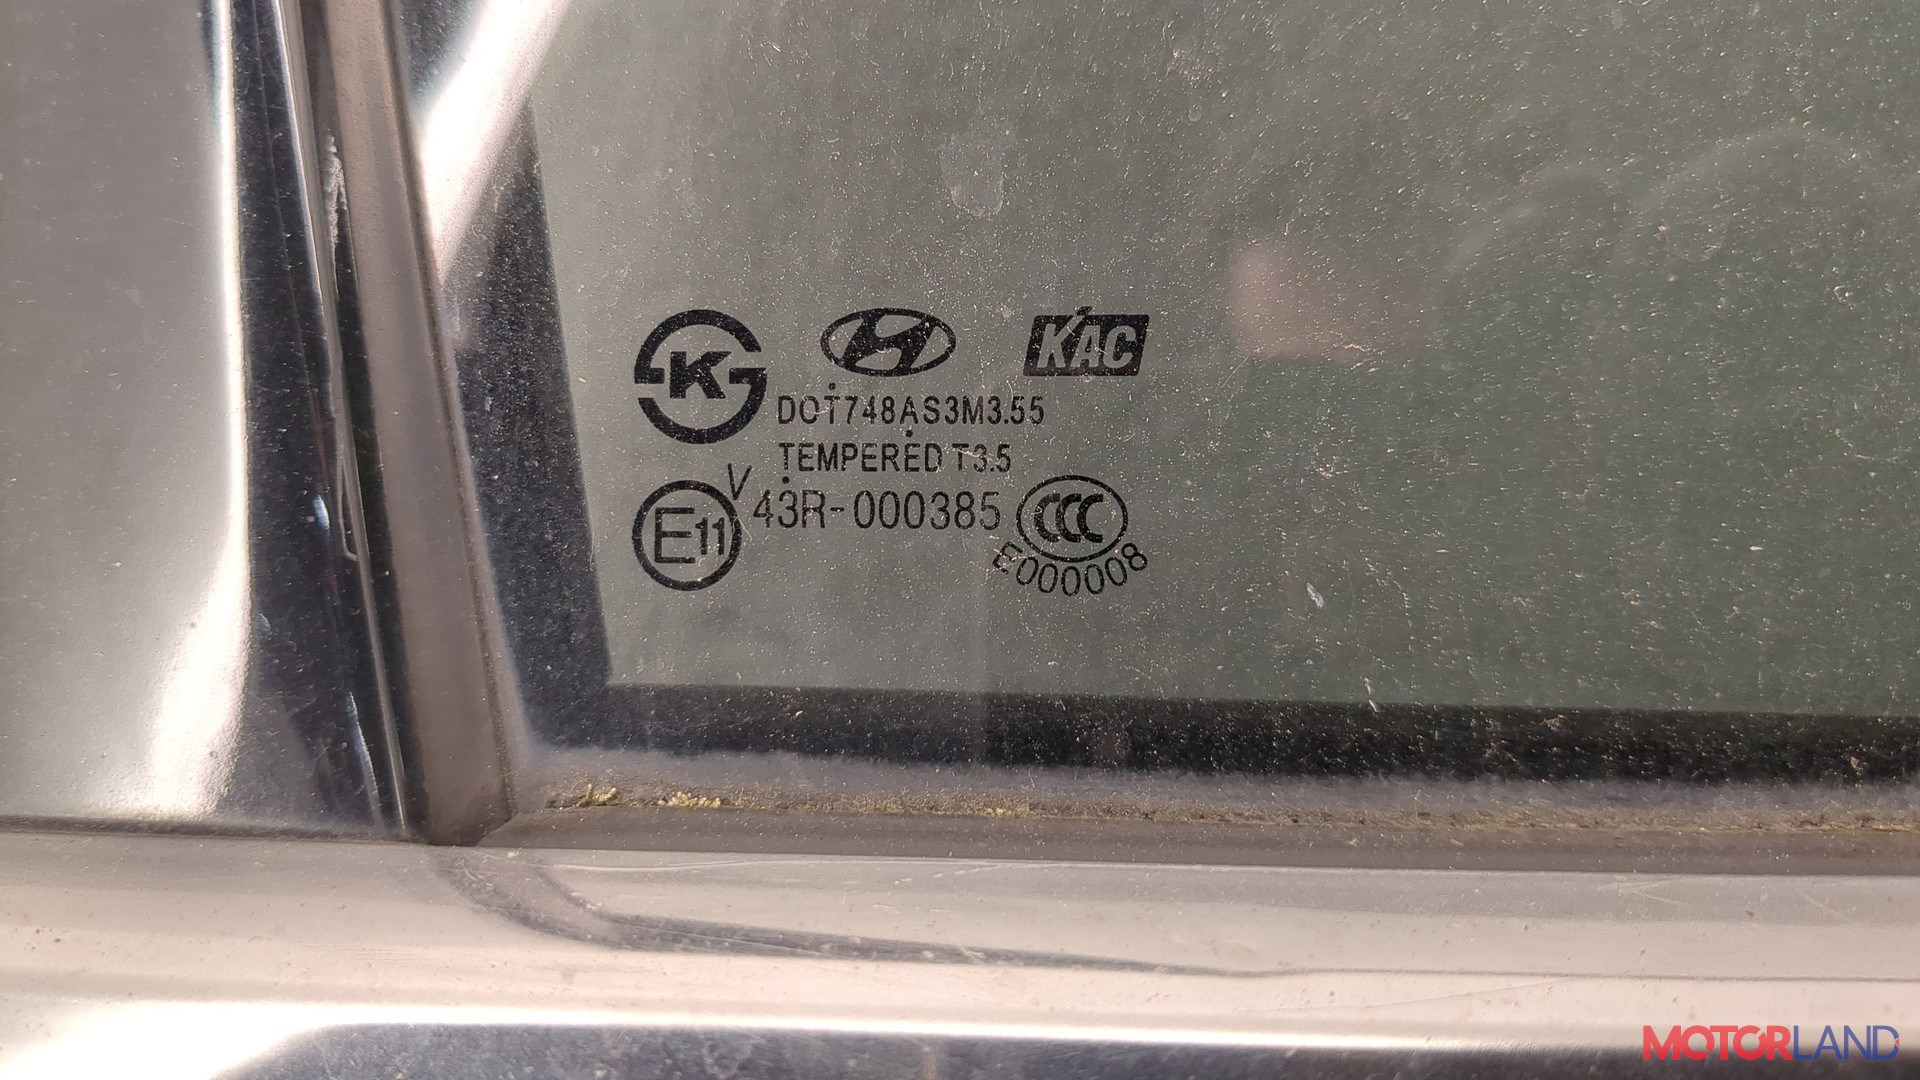 K
KAC
DOT748AS3M3.55
TEMPERED T3.5
V
E11
43R-000385
CCC
E000008
MOTORLAND